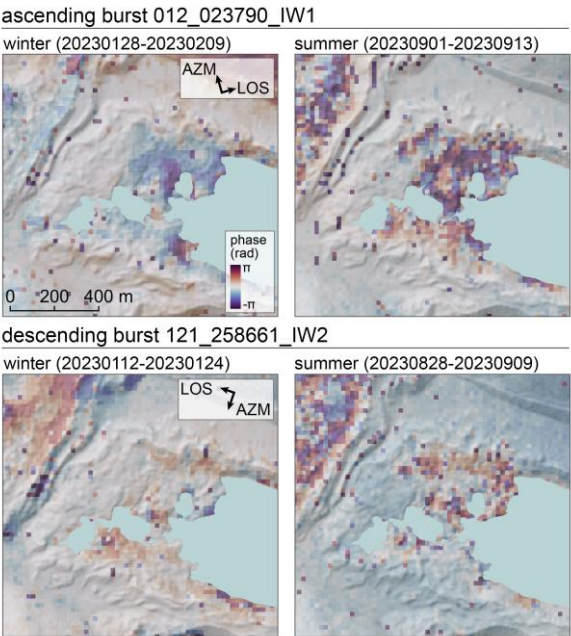 ascending burst 012_023790_IW1
winter (20230128-20230209)
summer (20230901-20230913)
AZM
LOS
phase
(rad)
π
-π
0 200 400 m
descending burst 121_258661_IW2
winter (20230112-20230124)
summer (20230828-20230909)
LOS
AZM